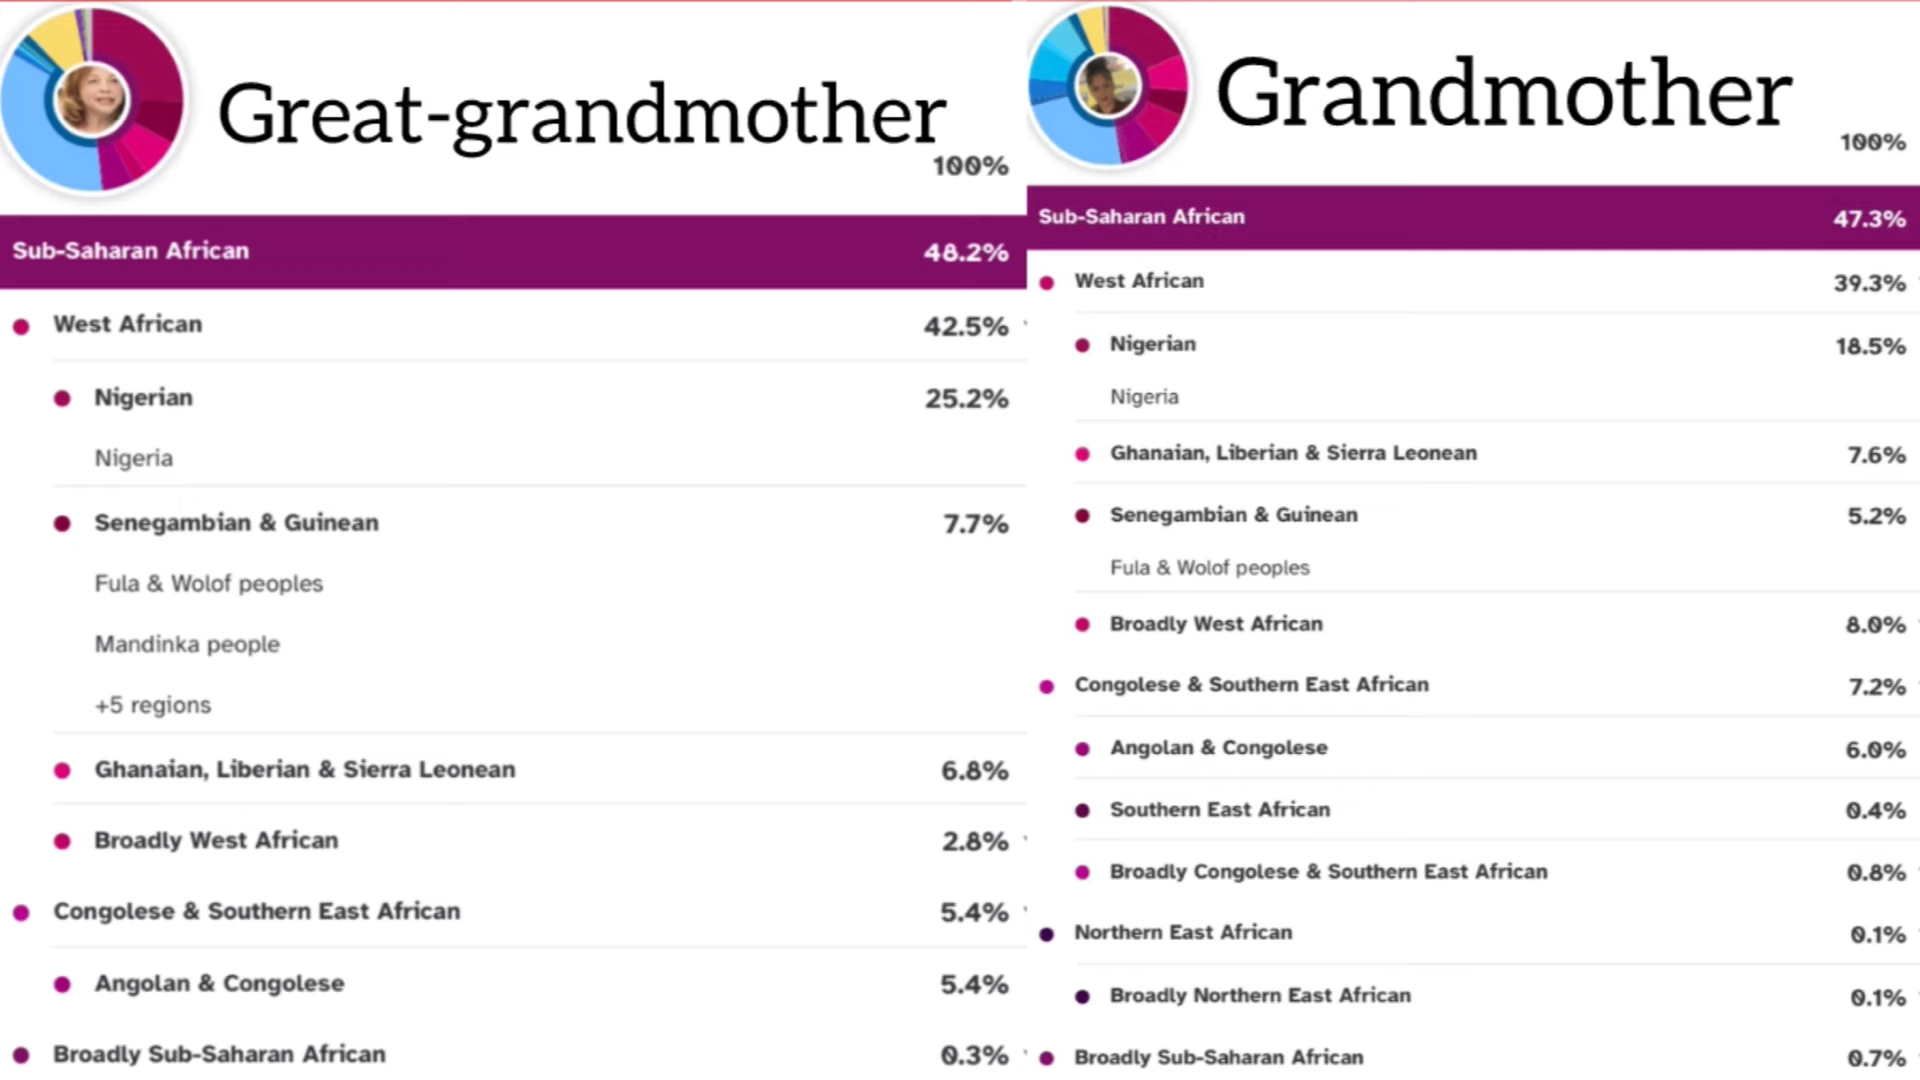 Great-grandmother
100%
Sub-Saharan African 48.2%
West African 42.5%
Nigerian 25.2%
Nigeria
Senegambian & Guinean 7.7%
Fula & Wolof peoples
Mandinka people
+5 regions
Ghanaian, Liberian & Sierra Leonean 6.8%
Broadly West African 2.8%
Congolese & Southern East African 5.4%
Angolan & Congolese 5.4%
Broadly Sub-Saharan African 0.3%
Grandmother
100%
Sub-Saharan African 47.3%
West African 39.3%
Nigerian 18.5%
Nigeria
Ghanaian, Liberian & Sierra Leonean 7.6%
Senegambian & Guinean 5.2%
Fula & Wolof peoples
Broadly West African 8.0%
Congolese & Southern East African 7.2%
Angolan & Congolese 6.0%
Southern East African 0.4%
Broadly Congolese & Southern East African 0.8%
Northern East African 0.1%
Broadly Northern East African 0.1%
Broadly Sub-Saharan African 0.7%